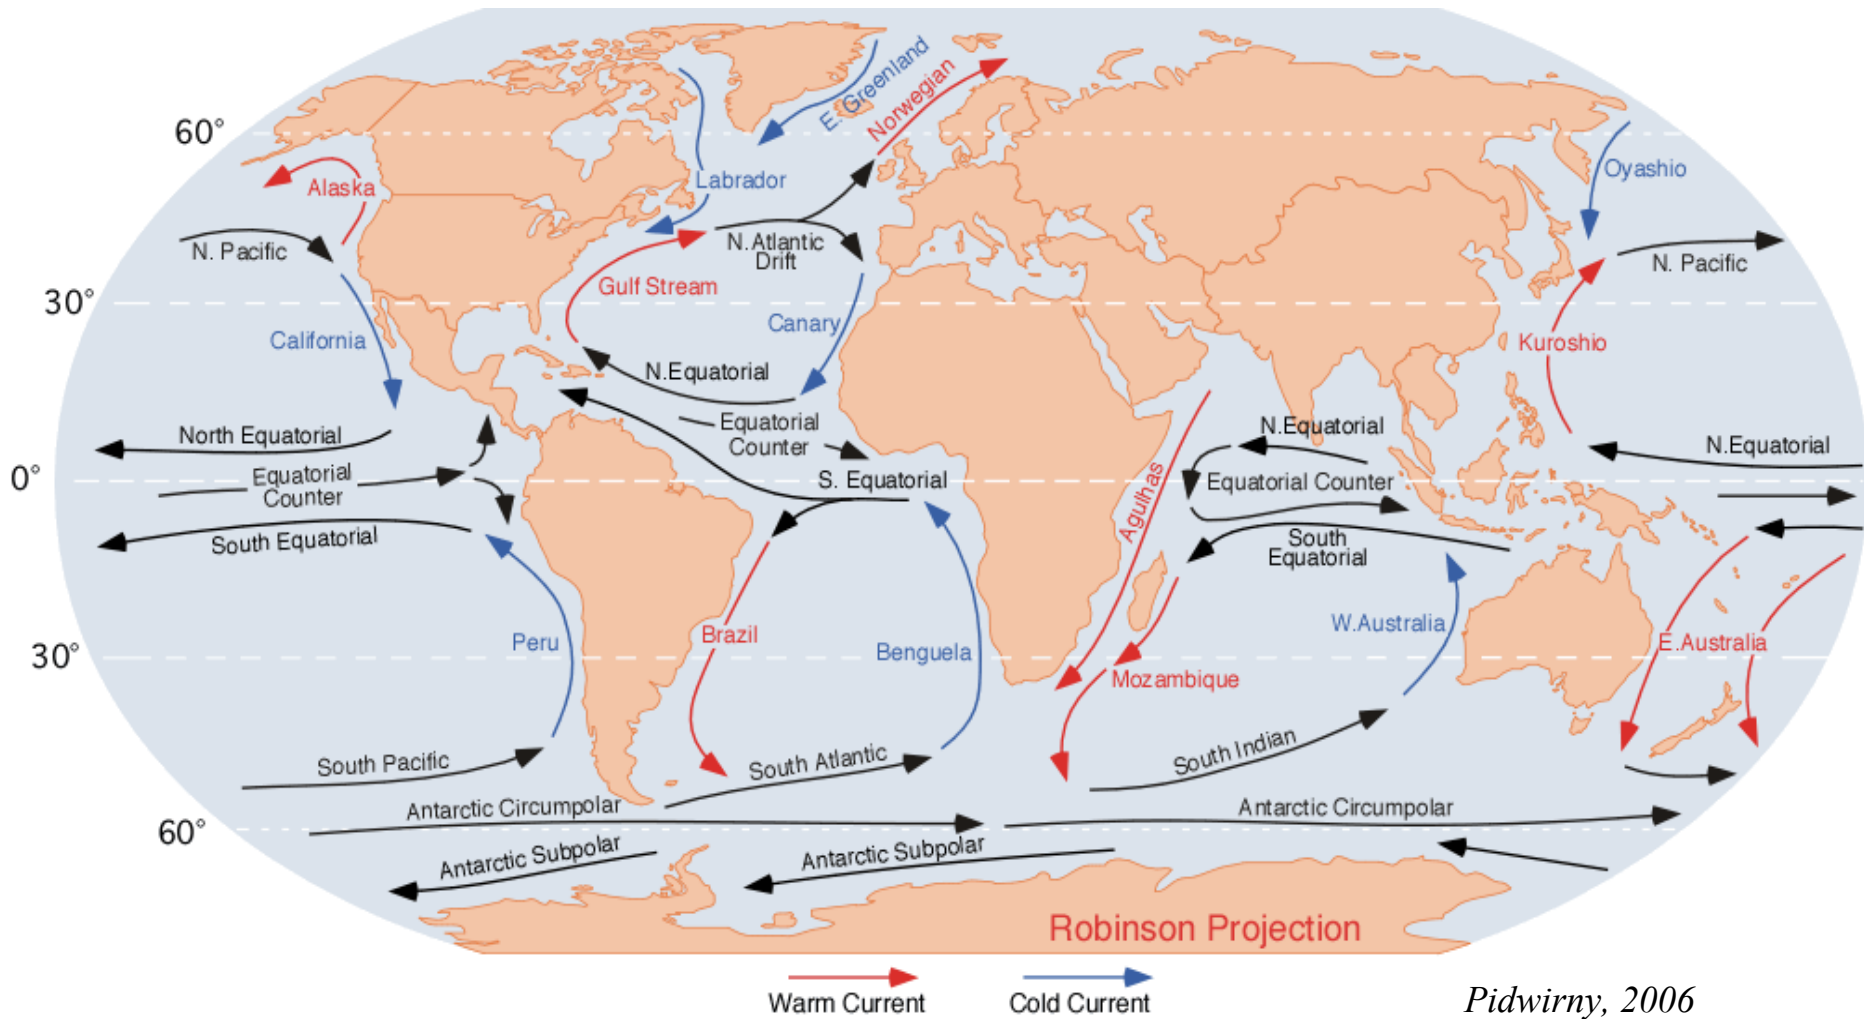 E. Greenland
Norwegian
60°
Labrador
Oyashio
Alaska
N. Pacific
N.Atlantic
Drift
N. Pacific
Gulf Stream
30°
California
Canary
Kuroshio
N.Equatorial
North Equatorial
Equatorial
Counter
N.Equatorial
N.Equatorial
0°
Equatorial
Counter
S. Equatorial
Agulhas
Equatorial Counter
South Equatorial
South
Equatorial
Peru
Brazil
Benguela
W.Australia
E.Australia
30°
Mozambique
South Pacific
South Atlantic
South Indian
Antarctic Circumpolar
Antarctic Circumpolar
60°
Antarctic Subpolar
Antarctic Subpolar
Robinson Projection
Warm Current
Cold Current
Pidwirny, 2006